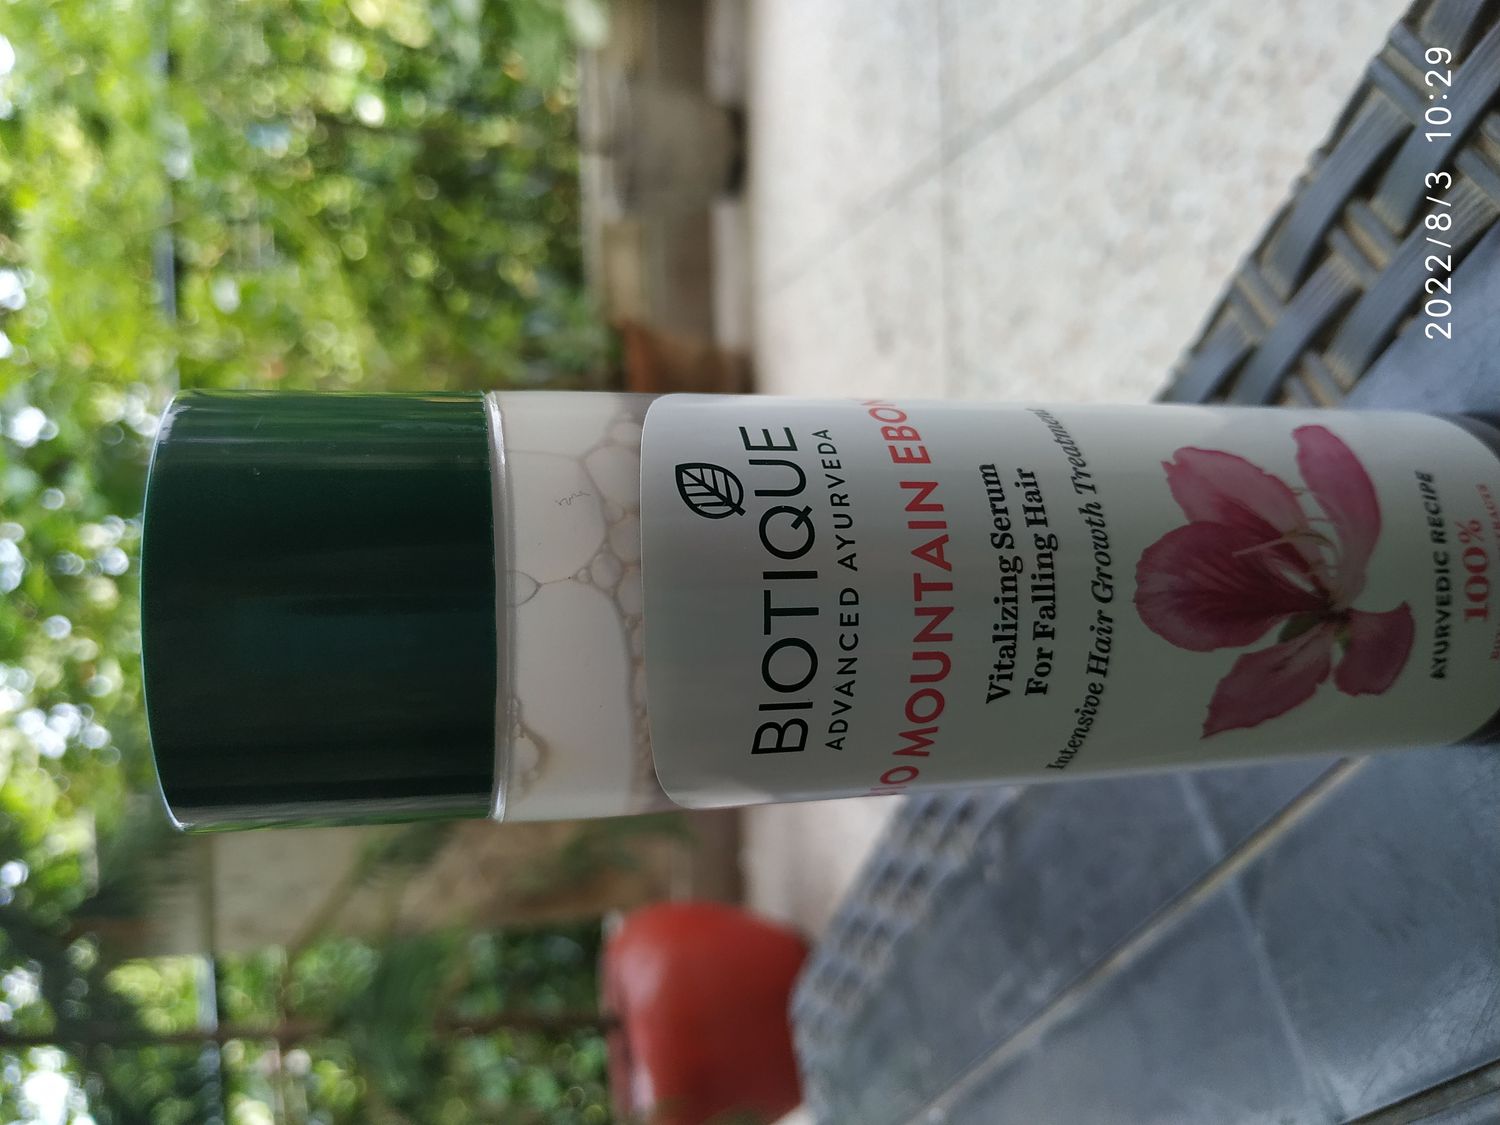 BIOTIQUE
ADVANCED AYURVEDA
MOUNTAIN
Vitalizing Serum
For Falling Hair
Intensive Hair Growth Treatment
AYURVEDIC RECIPE
100%
2022/8/3 10:29